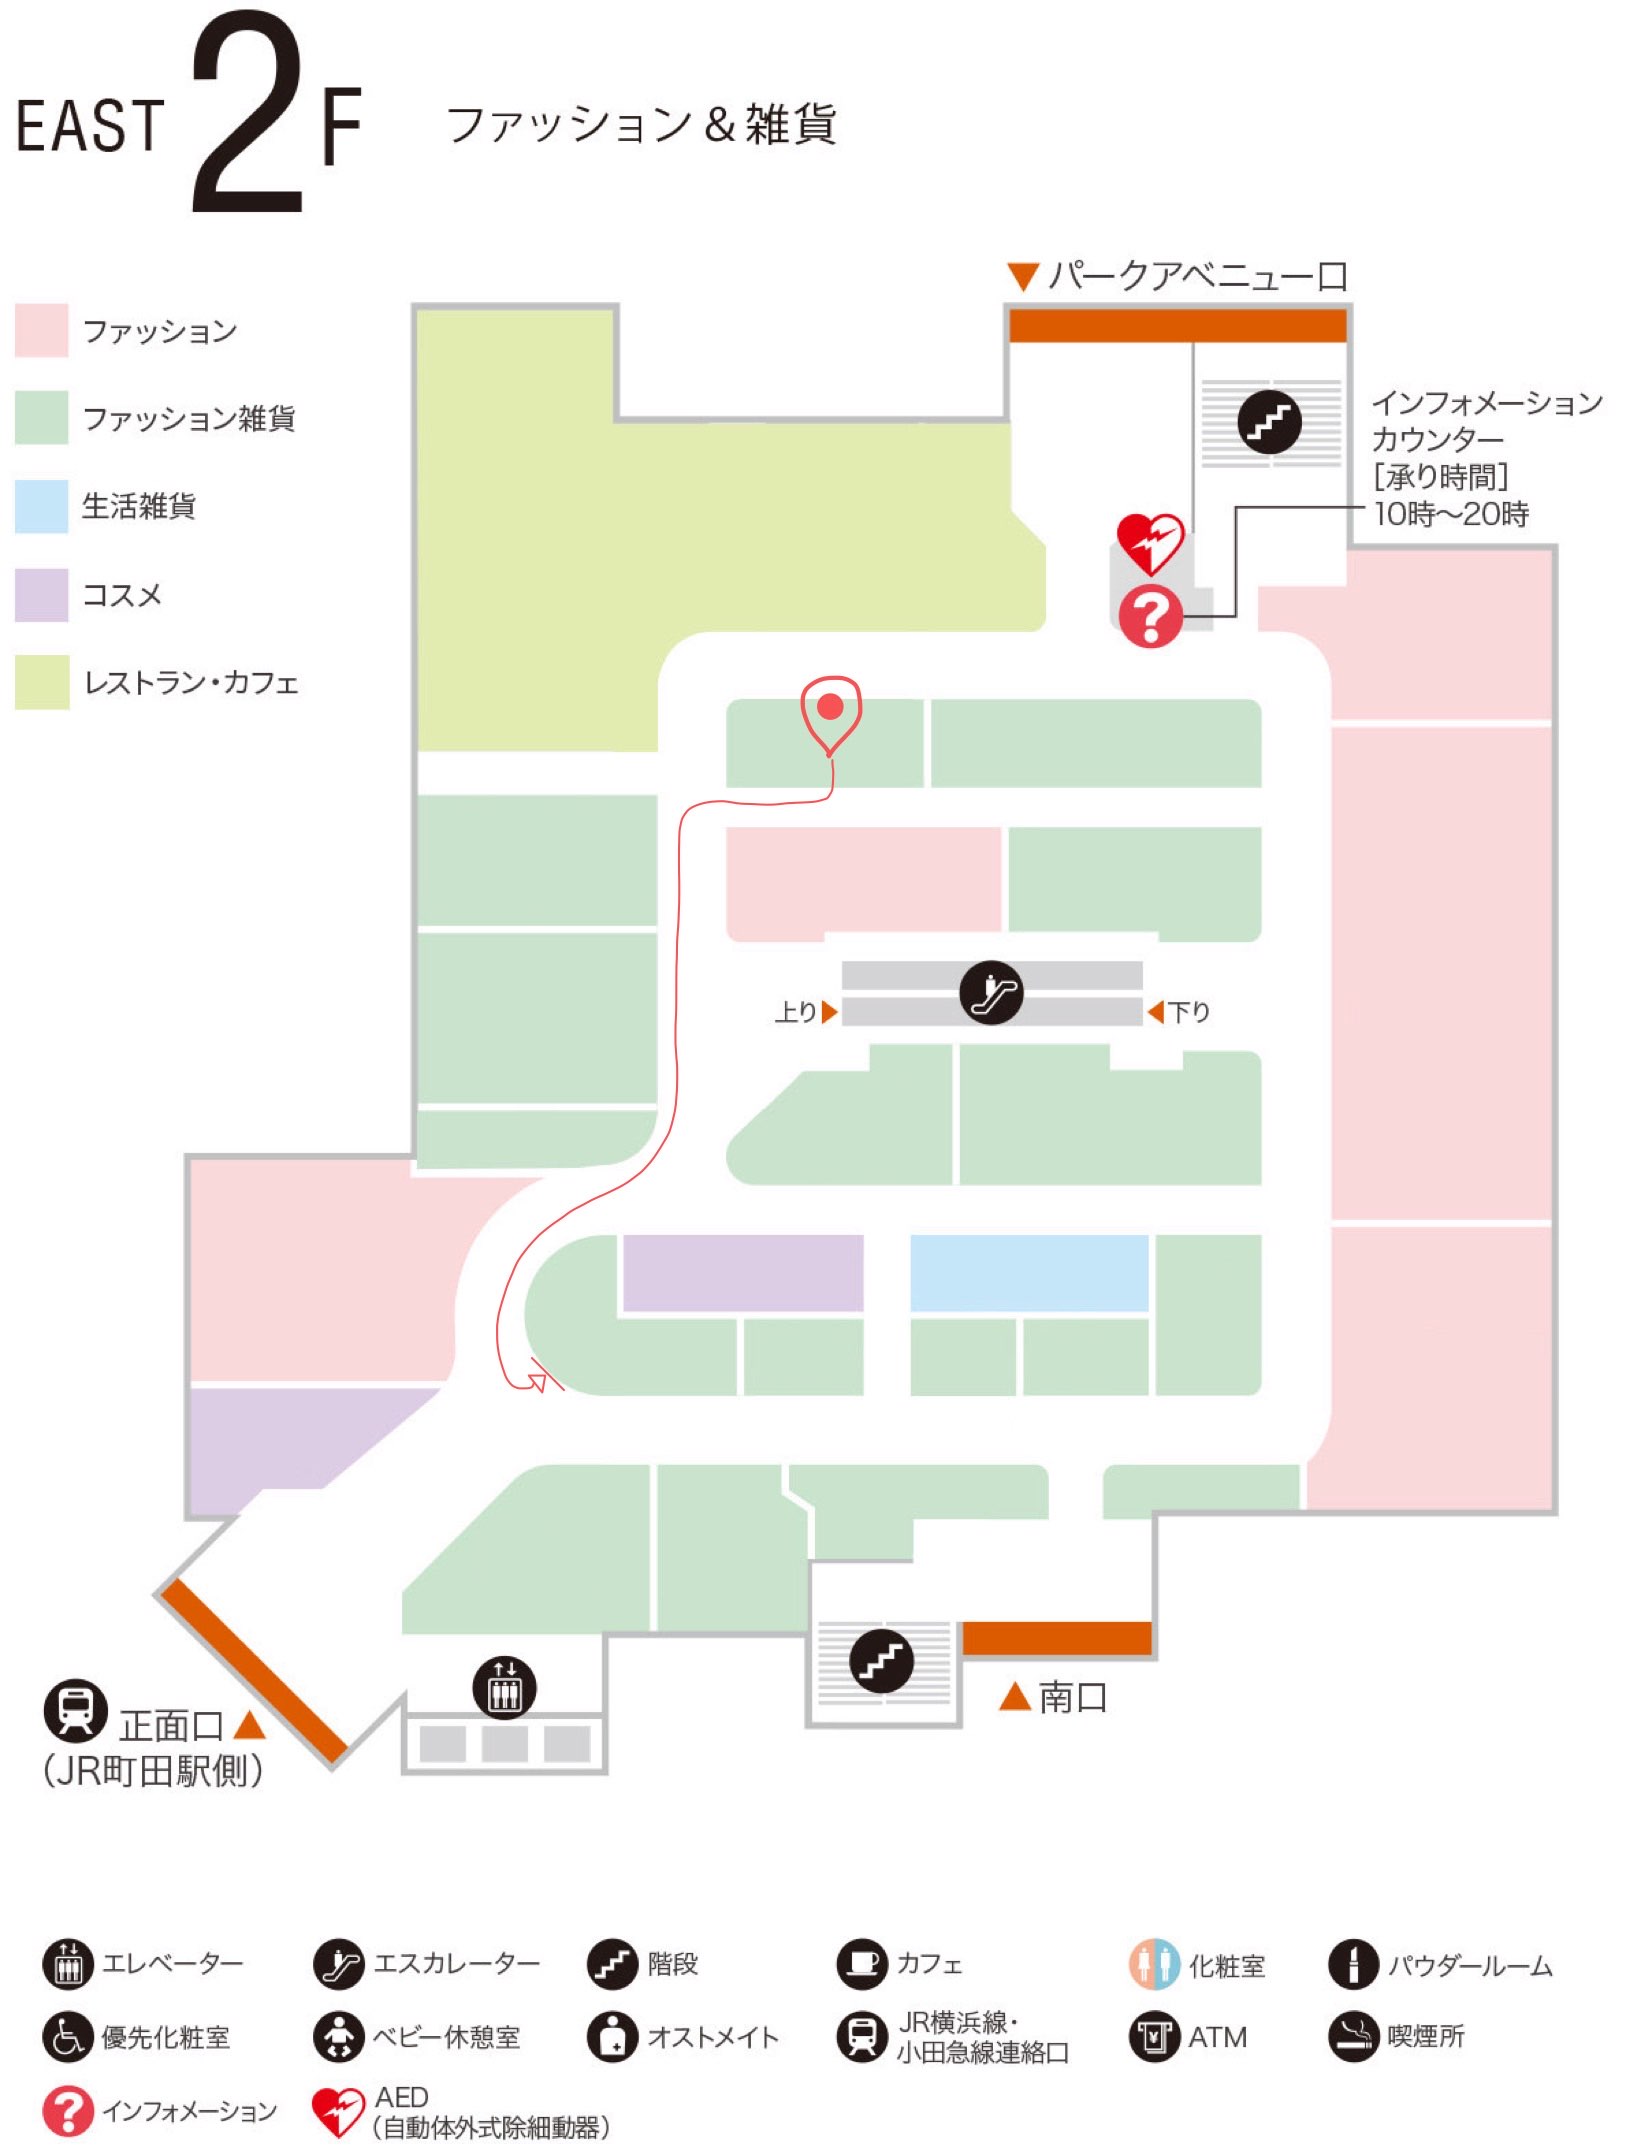 EAST 2F ファッション&雑貨
▼パークアベニュー口
ファッション
ファッション雑貨
生活雑貨
コスメ
レストラン・カフェ
インフォメーション
カウンター
[承り時間]
10時〜20時
上り▶
◀下り
正面口▲
(JR町田駅側)
▲南口
エレベーター
エスカレーター
階段
カフェ
化粧室
パウダールーム
優先化粧室
ベビー休憩室
オストメイト
JR横浜線・
小田急線連絡口
ATM
喫煙所
インフォメーション
AED
(自動体外式除細動器)